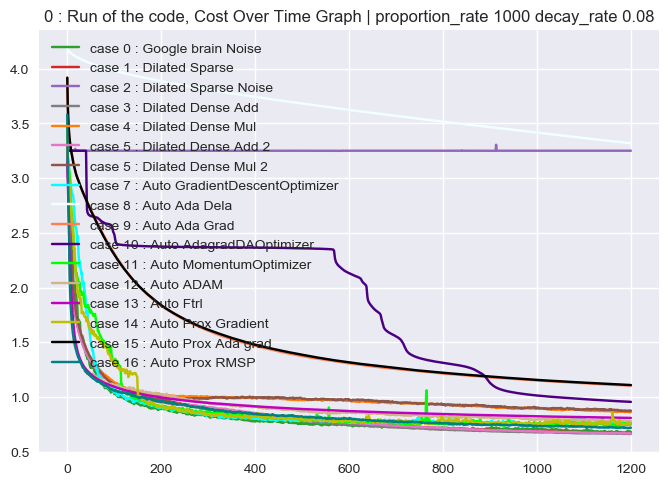 0 : Run of the code, Cost Over Time Graph | proportion_rate 1000 decay_rate 0.08
4.0
3.5
3.0
2.5
2.0
1.5
1.0
0.5
case 0 : Google brain Noise
case 1 : Dilated Sparse
case 2 : Dilated Sparse Noise
case 3 : Dilated Dense Add
case 4 : Dilated Dense Mul
case 5 : Dilated Dense Add 2
case 5 : Dilated Dense Mul 2
case 7 : Auto GradientDescentOptimizer
case 8 : Auto Ada Dela
case 9 : Auto Ada Grad
case 10 : Auto AdagradDAOptimizer
case 11 : Auto MomentumOptimizer
case 12 : Auto ADAM
case 13 : Auto Ftrl
case 14 : Auto Prox Gradient
case 15 : Auto Prox Ada grad
case 16 : Auto Prox RMSP
0 200 400 600 800 1000 1200